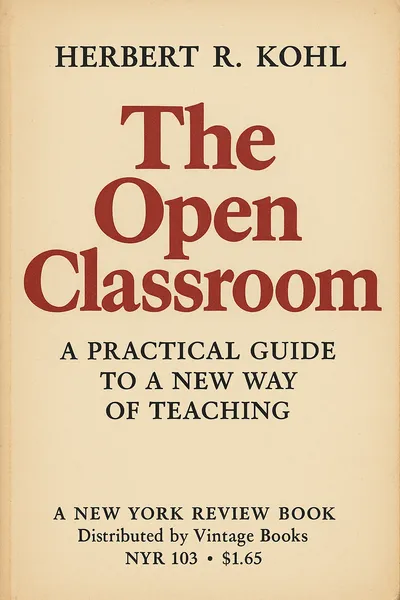 HERBERT R. KOHL
The
Open
Classroom
A PRACTICAL GUIDE
TO A NEW WAY
OF TEACHING
A NEW YORK REVIEW BOOK
Distributed by Vintage Books
NYR 103 • $1.65